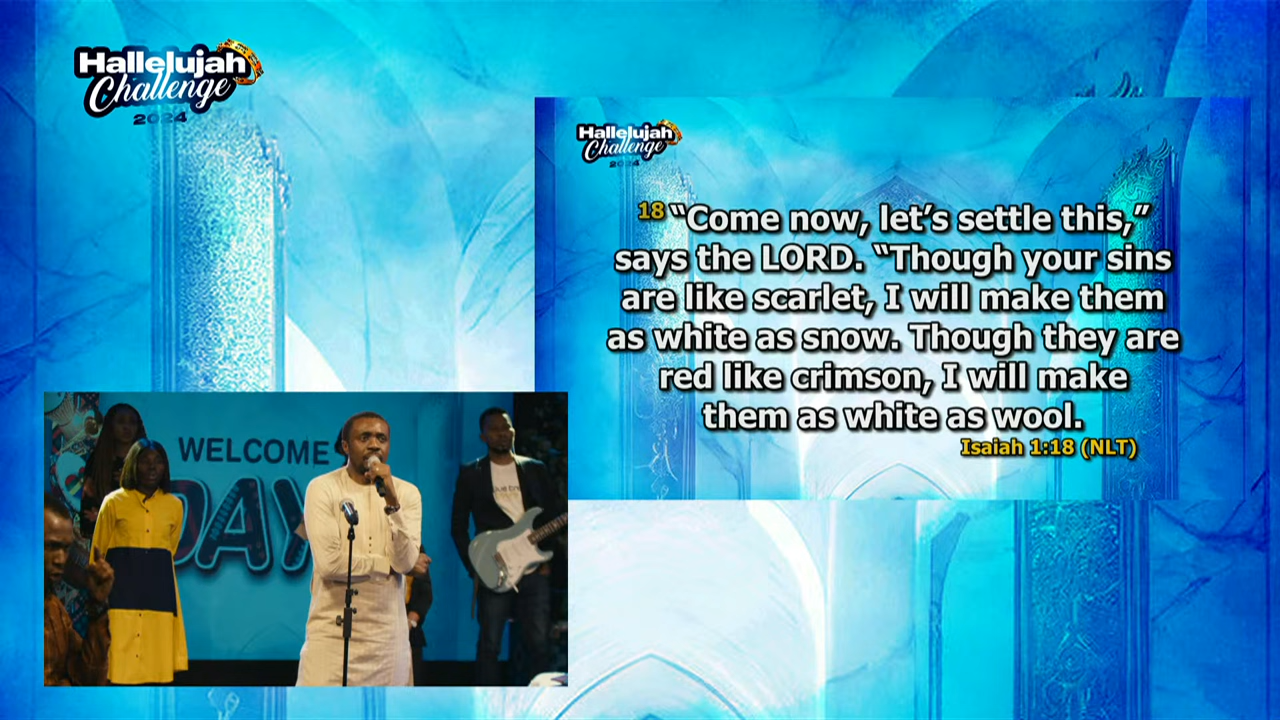 Hallelujah
Challenge
2024
Hallelujah
Challenge
2024
18 “Come now, let’s settle this,”
says the LORD. “Though your sins
are like scarlet, I will make them
as white as snow. Though they are
red like crimson, I will make
them as white as wool.
Isaiah 1:18 (NLT)
WELCOME
DAY